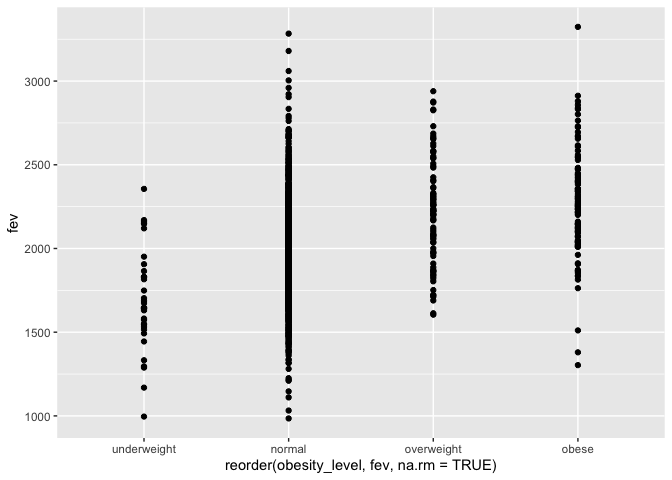 3000
2500
2000
1500
1000
fev
underweight normal overweight obese
reorder(obesity_level, fev, na.rm = TRUE)